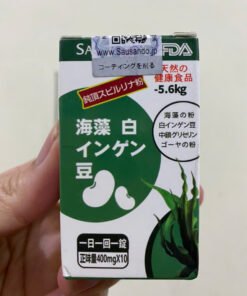 SA
FDA
www.Sausando.jp
コーティングを削る
天然の
健康食品
-5.6kg
純頂スピルリナ粉
海藻 白
インゲン
豆
海藻の粉
白インゲン豆
中鎖グリセリン
ゴーヤの粉
一日一回一錠
正味量400mgX10